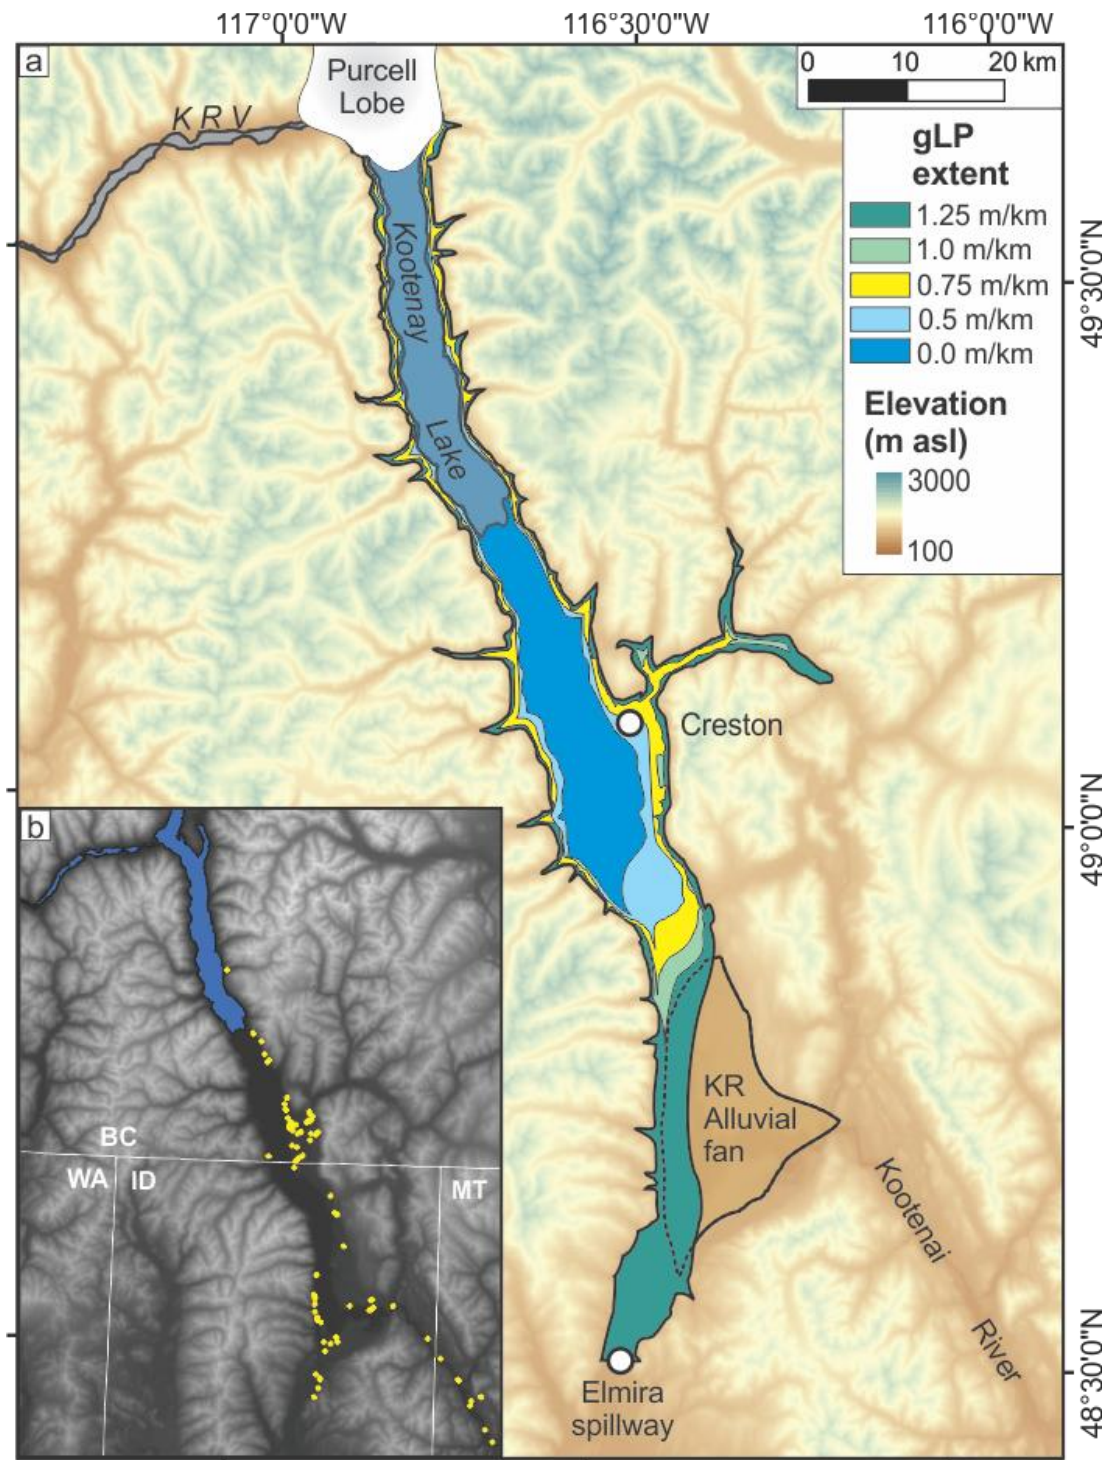 117°0'0"W
116°30'0"W
116°0'0"W
a
Purcell
Lobe
KRV
0
10
20 km
gLP
extent
1.25 m/km
1.0 m/km
0.75 m/km
0.5 m/km
0.0 m/km
Elevation
(m asl)
3000
100
49°30'0"N
Kootenay
Lake
Creston
49°0'0"N
b
BC
WA
ID
MT
KR
Alluvial
fan
Kootenai
River
Elmira
spillway
48°30'0"N